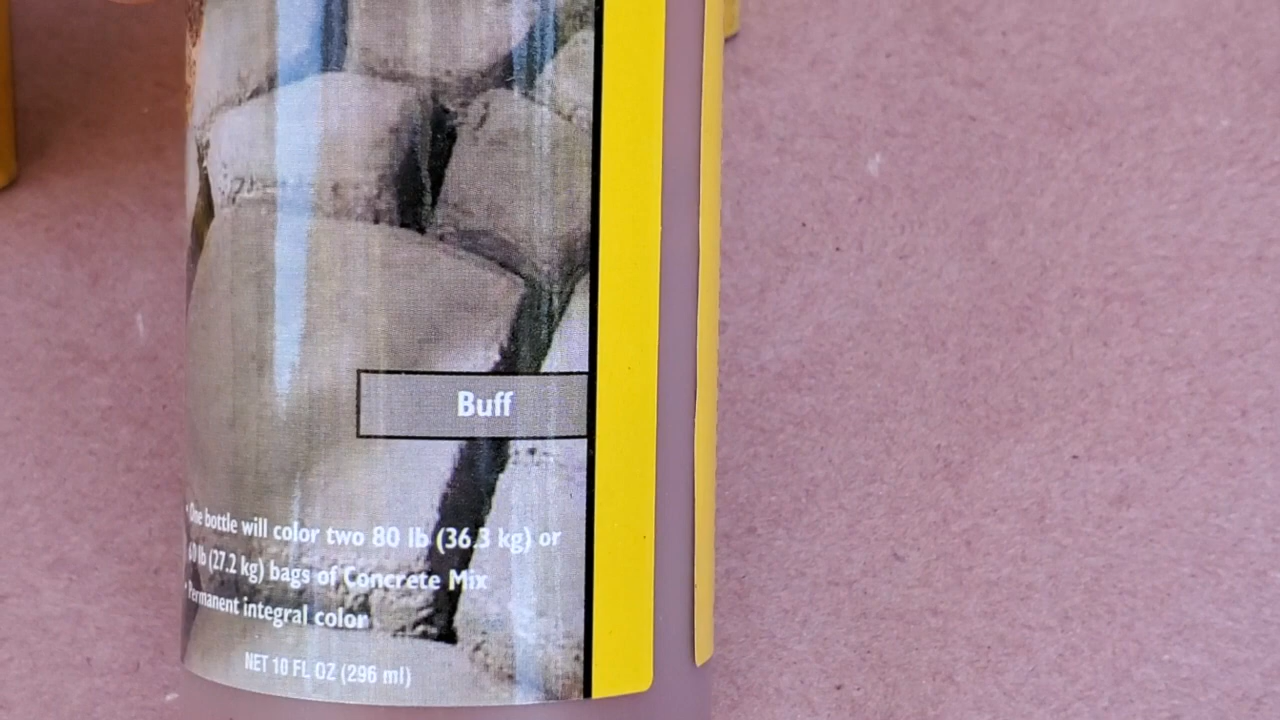 Buff
• One bottle will color two 80 lb (36.3 kg) or
60 lb (27.2 kg) bags of Concrete Mix
• Permanent integral color
NET 10 FL OZ (296 ml)